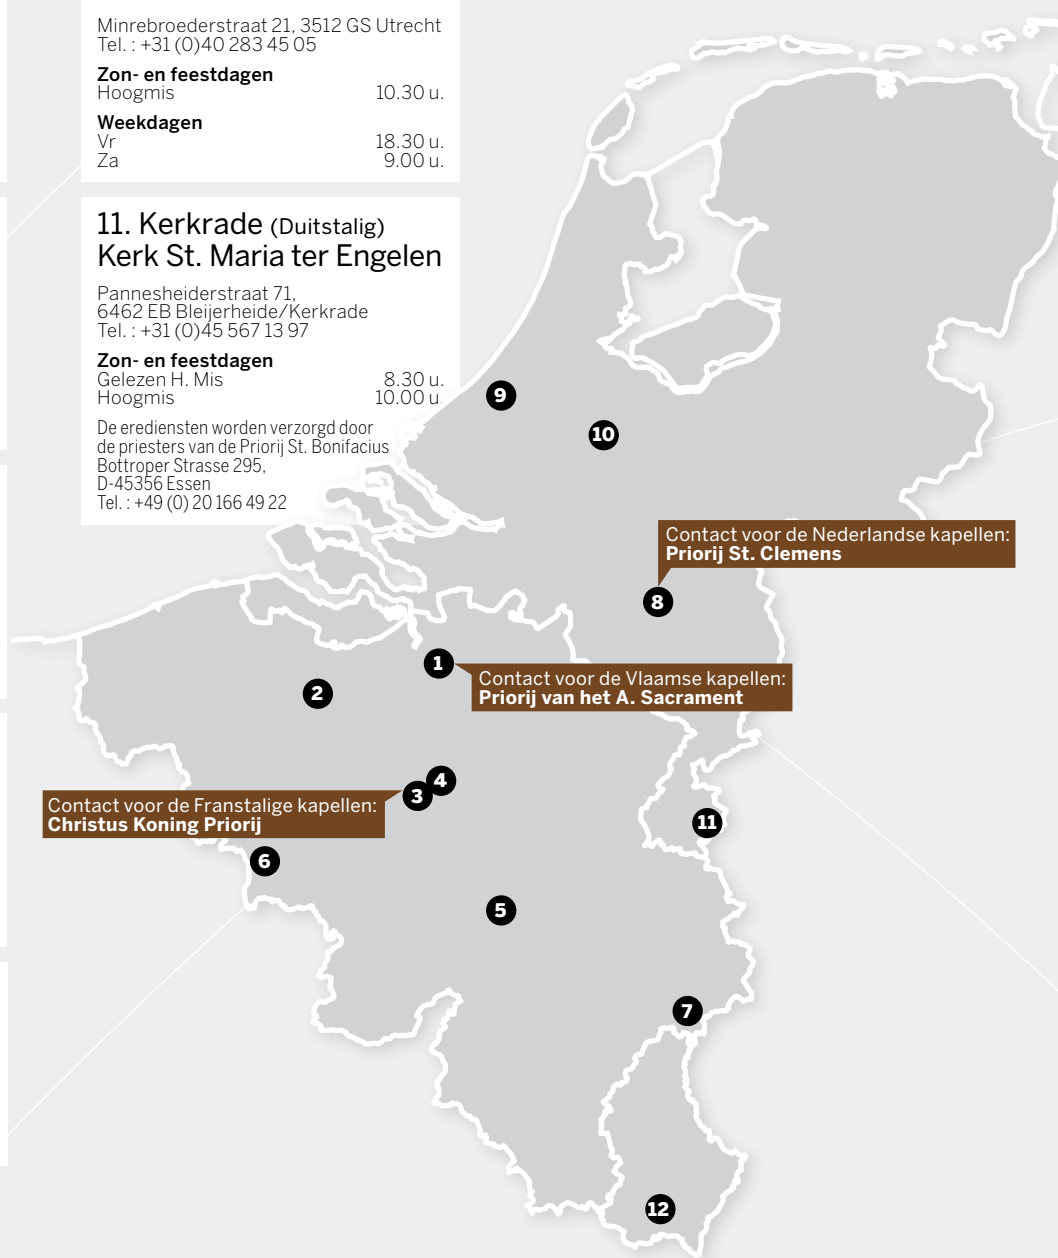 Minrebroederstraat 21, 3512 GS Utrecht
Tel. : +31 (0)40 283 45 05
Zon- en feestdagen
Hoogmis 10.30 u.
Weekdagen
Vr 18.30 u.
Za 9.00 u.
11. Kerkrade (Duitstalig)
Kerk St. Maria ter Engelen
Pannesheiderstraat 71,
6462 EB Bleijerheide/Kerkrade
Tel. : +31 (0)45 567 13 97
Zon- en feestdagen
Gelezen H. Mis 8.30 u.
Hoogmis 10.00 u.
De erediensten worden verzorgd door
de priesters van de Priorij St. Bonifacius
Bottroper Strasse 295,
D-45356 Essen
Tel. : +49 (0) 20 166 49 22
9
10
Contact voor de Nederlandse kapellen:
Priorij St. Clemens
8
1
Contact voor de Vlaamse kapellen:
Priorij van het A. Sacrament
2
4
3
Contact voor de Franstalige kapellen:
Christus Koning Priorij
11
6
5
7
12